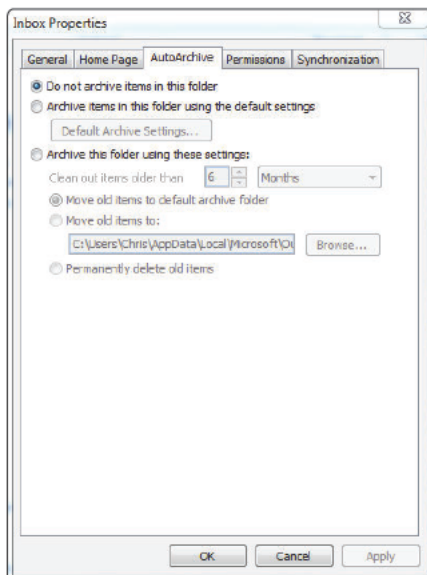 Inbox Properties
General Home Page AutoArchive Permissions Synchronization
Do not archive items in this folder
Archive items in this folder using the default settings
Default Archive Settings...
Archive this folder using these settings:
Clean out items older than 6 Months
Move old items to default archive folder
Move old items to:
C:\Users\Chris\AppData\Local\Microsoft\Ou Browse...
Permanently delete old items
OK Cancel Apply